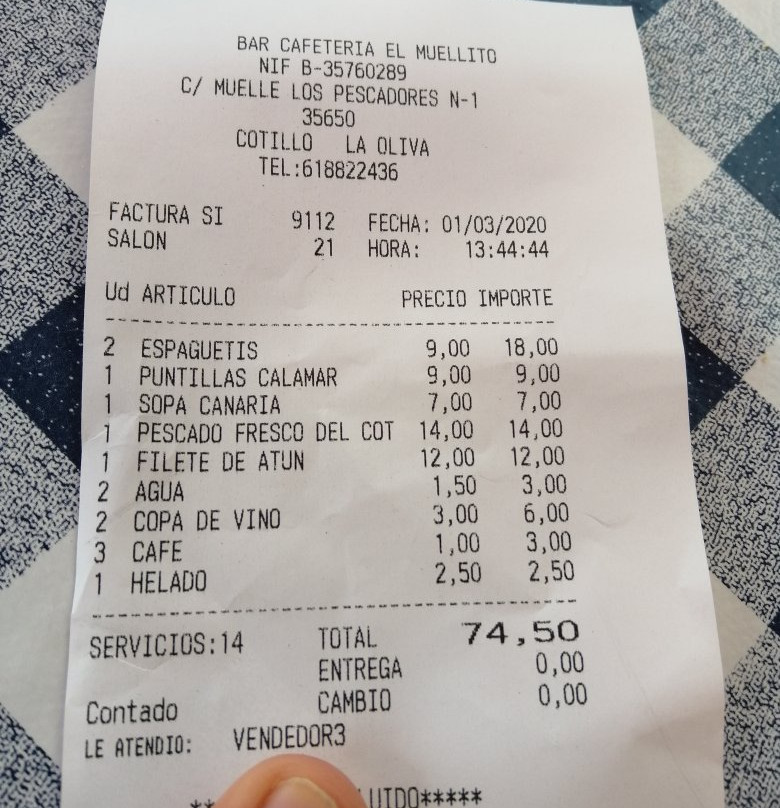 BAR CAFETERIA EL MUELLITO
NIF B-35760289
C/ MUELLE LOS PESCADORES N-1
35650
COTILLO LA OLIVA
TEL:618822436
FACTURA SI 9112 FECHA: 01/03/2020
SALON 21 HORA: 13:44:44
Ud ARTICULO PRECIO IMPORTE
2 ESPAGUETIS 9,00 18,00
1 PUNTILLAS CALAMAR 9,00 9,00
1 SOPA CANARIA 7,00 7,00
1 PESCADO FRESCO DEL COT 14,00 14,00
1 FILETE DE ATUN 12,00 12,00
2 AGUA 1,50 3,00
2 COPA DE VINO 3,00 6,00
3 CAFE 1,00 3,00
1 HELADO 2,50 2,50
SERVICIOS:14 TOTAL 74,50
ENTREGA 0,00
Contado CAMBIO 0,00
LE ATENDIO: VENDEDOR3